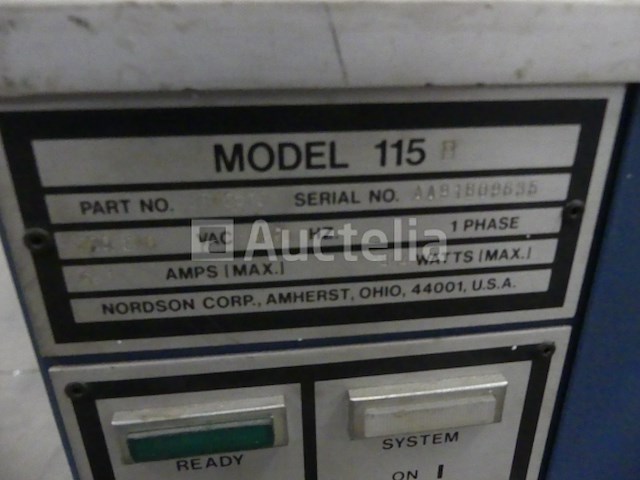 MODEL 115
PART NO. SERIAL NO.
VAC HZ 1 PHASE
Auctelia
AMPS (MAX.) WATTS (MAX.)
NORDSON CORP., AMHERST, OHIO, 44001, U.S.A.
READY
SYSTEM
ON I